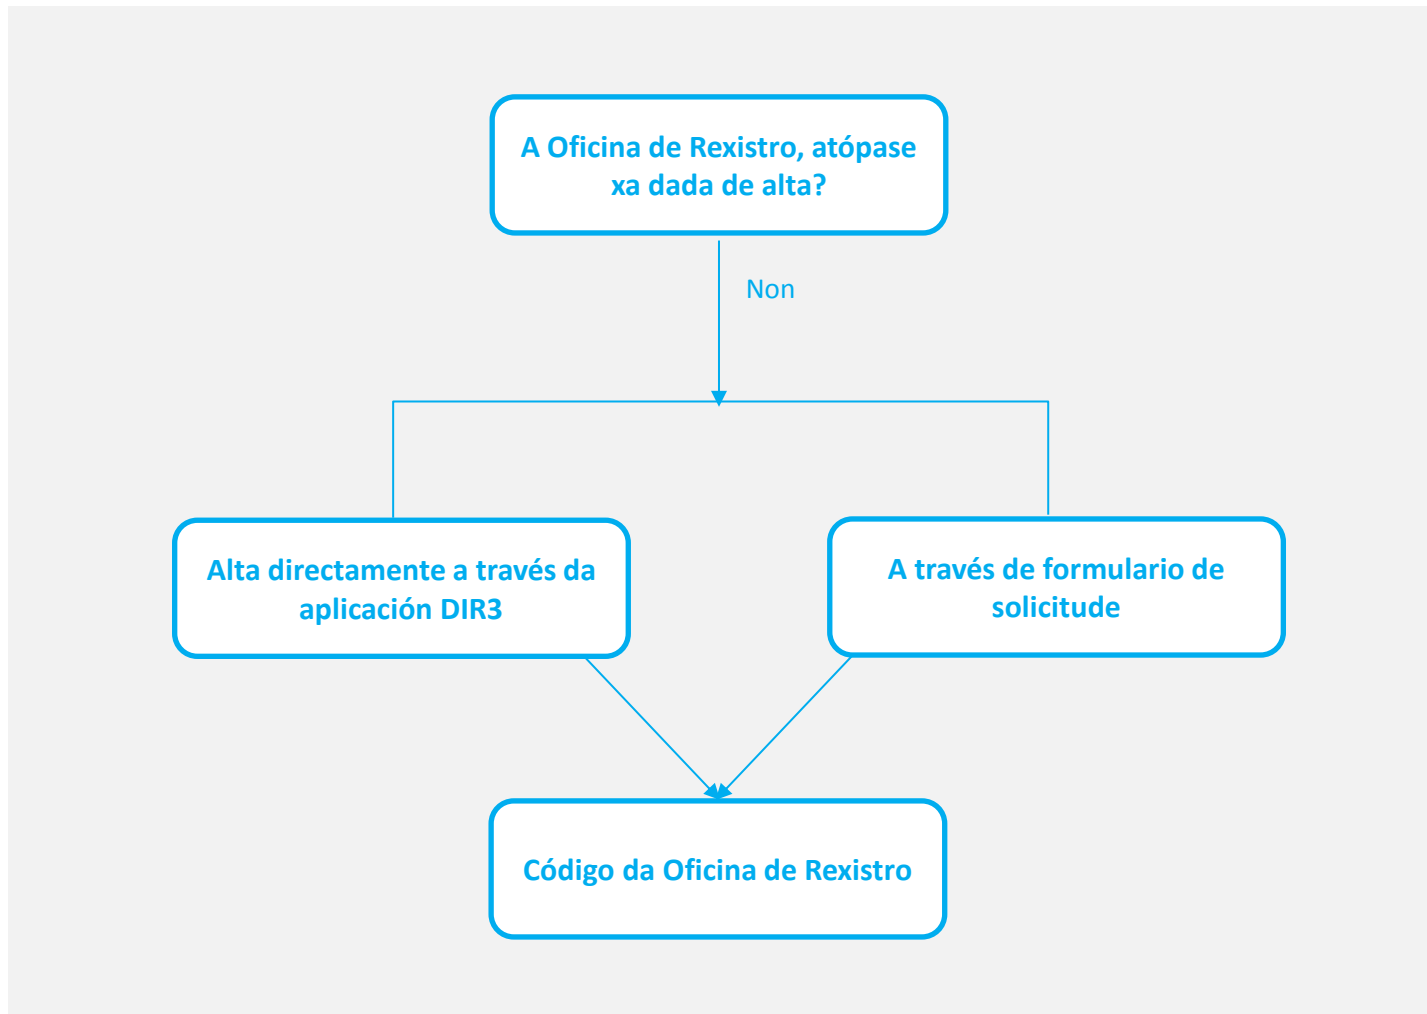 A Oficina de Rexistro, atópase
xa dada de alta?
Non
Alta directamente a través da
aplicación DIR3
A través de formulario de
solicitude
Código da Oficina de Rexistro